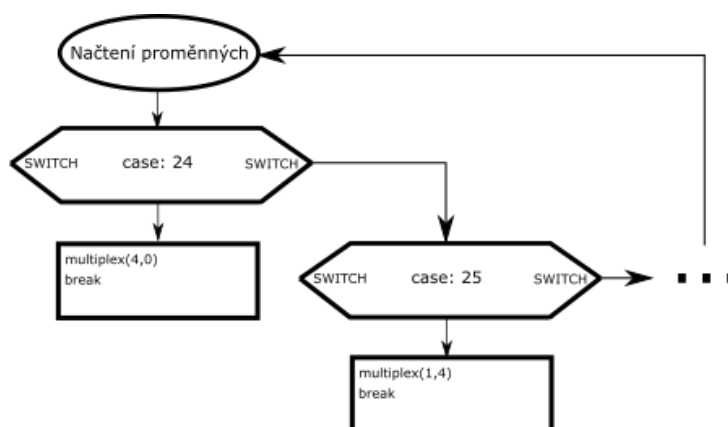 Načtení proměnných
SWITCH case: 24 SWITCH
multiplex(4,0)
break
SWITCH case: 25 SWITCH
multiplex(1,4)
break